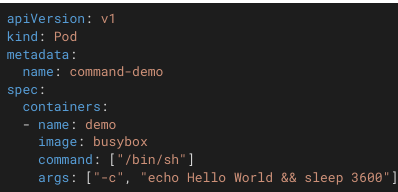 apiVersion: v1
kind: Pod
metadata:
  name: command-demo
spec:
  containers:
  - name: demo
    image: busybox
    command: ["/bin/sh"]
    args: ["-c", "echo Hello World && sleep 3600"]